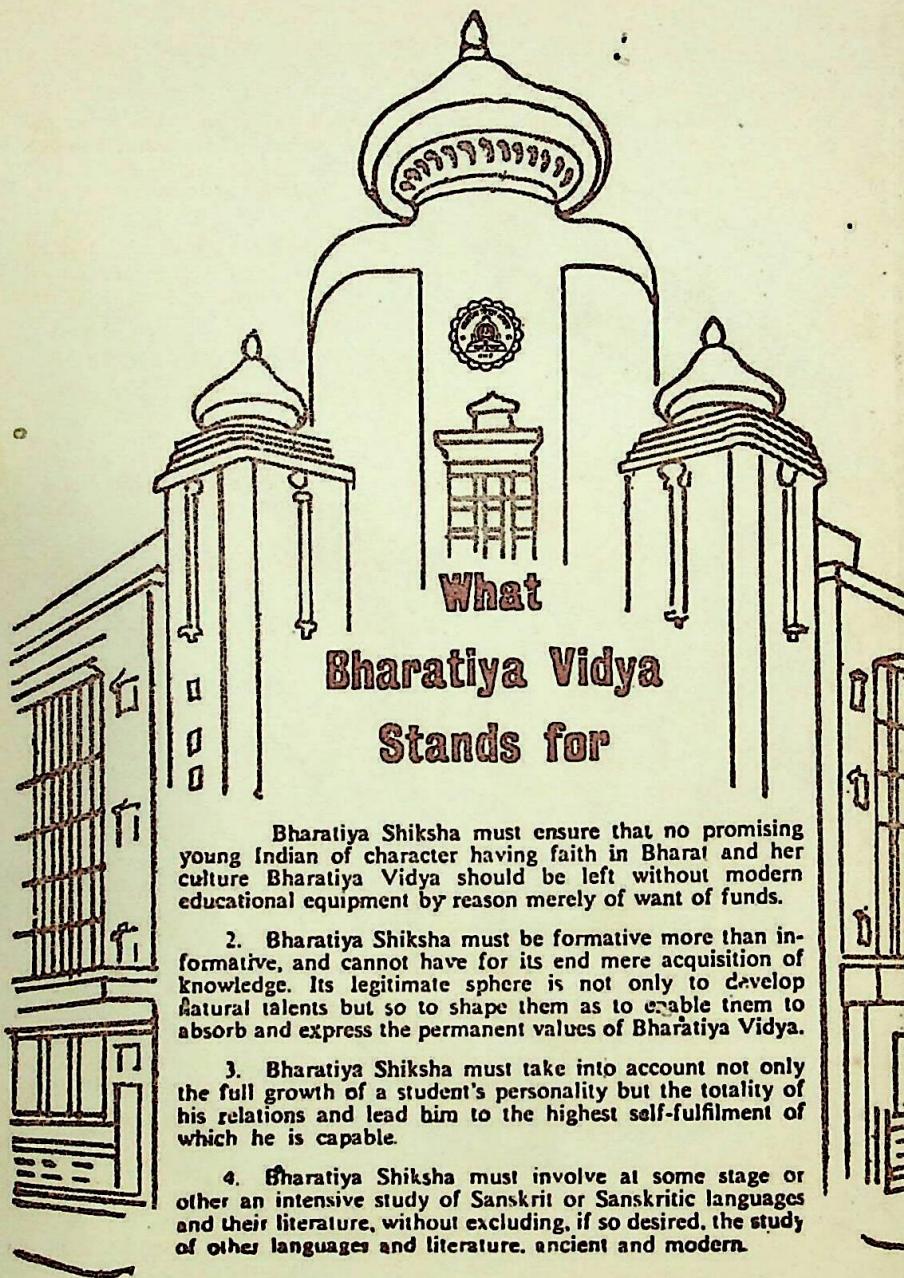 What
Bharatiya Vidya
Stands for
Bharatiya Shiksha must ensure that no promising
young Indian of character having faith in Bharat and her
culture Bharatiya Vidya should be left without modern
educational equipment by reason merely of want of funds.
2. Bharatiya Shiksha must be formative more than in-
formative, and cannot have for its end mere acquisition of
knowledge. Its legitimate sphere is not only to develop
natural talents but so to shape them as to enable them to
absorb and express the permanent values of Bharatiya Vidya.
3. Bharatiya Shiksha must take into account not only
the full growth of a student's personality but the totality of
his relations and lead him to the highest self-fulfilment of
which he is capable.
4. Bharatiya Shiksha must involve at some stage or
other an intensive study of Sanskrit or Sanskritic languages
and their literature, without excluding, if so desired, the study
of other languages and literature, ancient and modern.